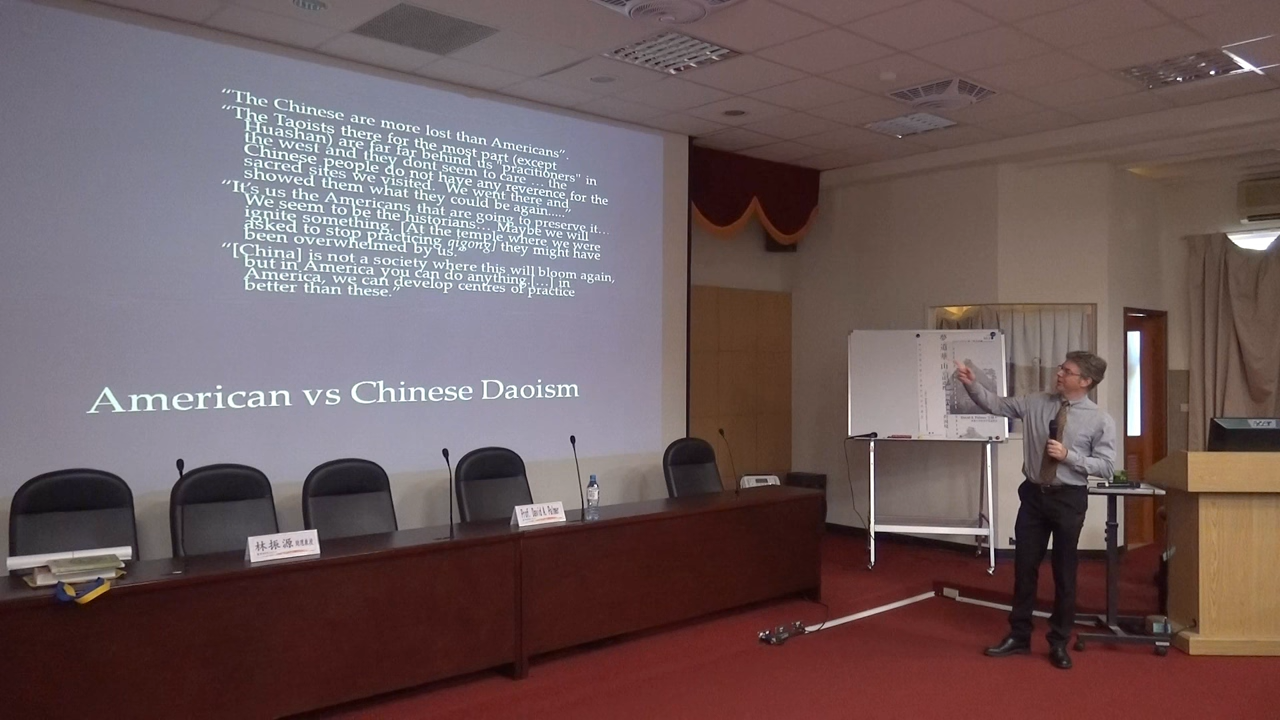 “The Chinese are more lost than Americans”.
“The Taoists there for the most part (except
Huashan) are far far behind us "practitioners" in
the west and they dont seem to care … the
Chinese people do not have any reverence for the
sacred sites we visited. We went there and
showed them what they could be again.....”
“It’s us the Americans that are going to preserve it…
We seem to be the historians… Maybe we will
ignite something. [At the temple where we were
asked to stop practicing qigong] they might have
been overwhelmed by us.”
“[China] is not a society where this will bloom again,
but in America you can do anything […] in
America, we can develop centres of practice
better than these.”
American vs Chinese Daoism
林振源
Prof. David A. Palmer
acer